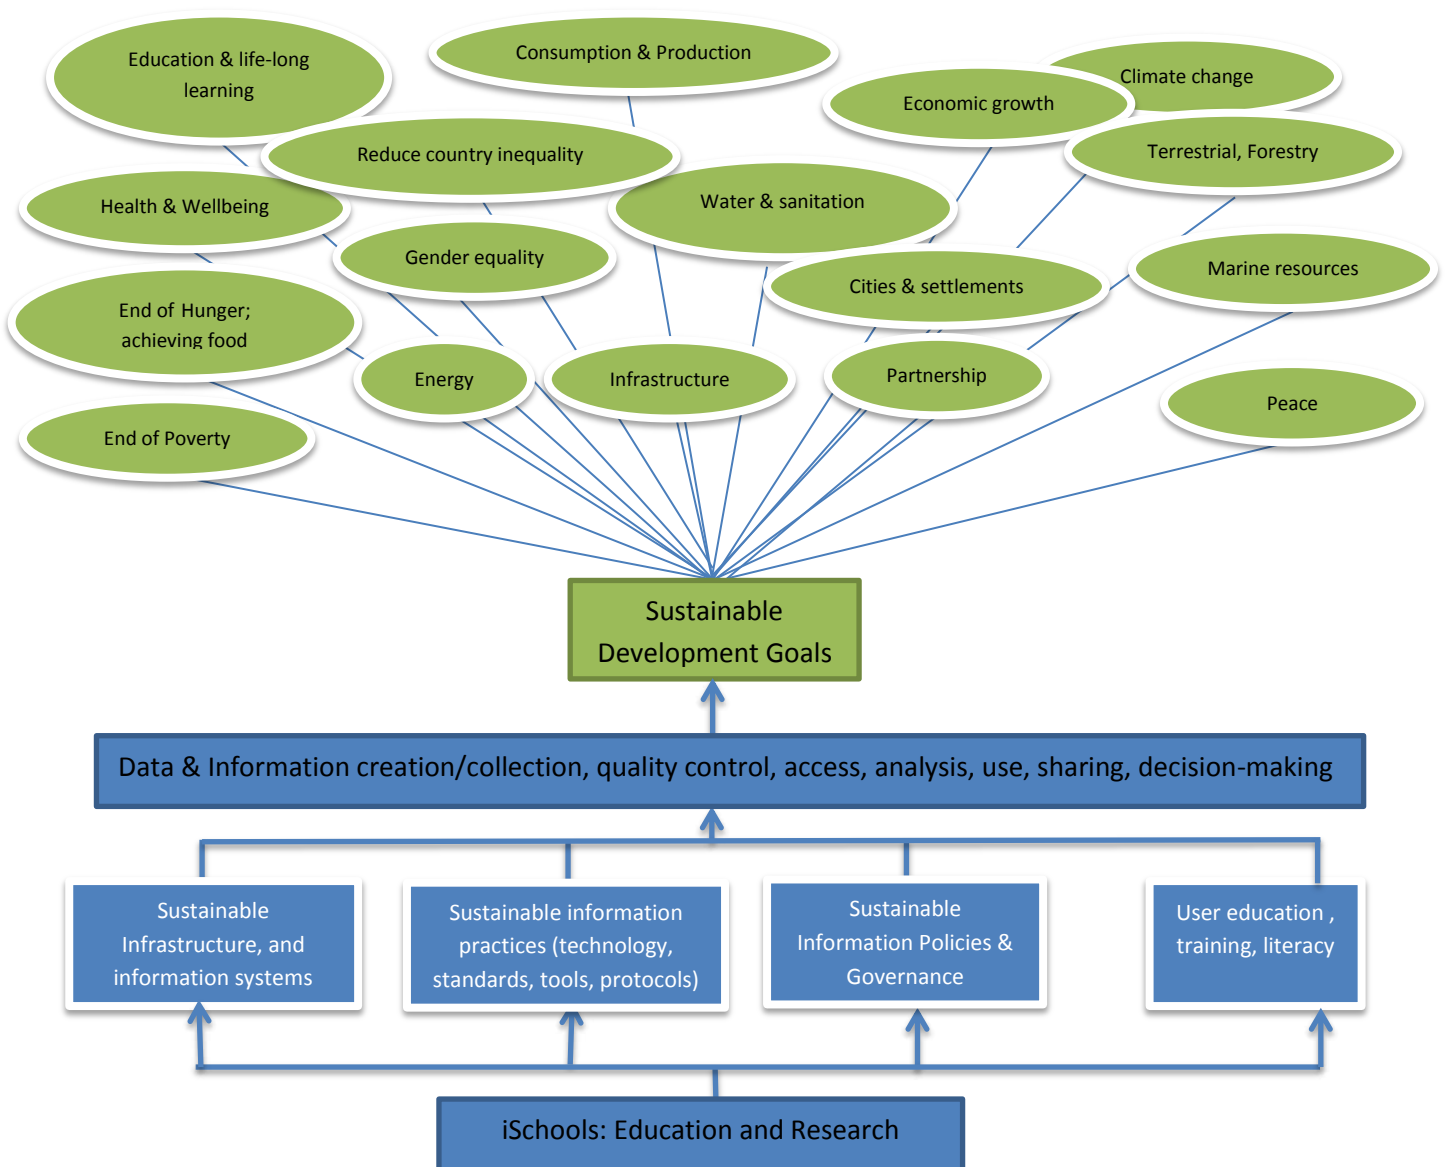 Education & life-long
learning
Consumption & Production
Climate change
Economic growth
Reduce country inequality
Terrestrial, Forestry
Health & Wellbeing
Water & sanitation
Gender equality
Marine resources
Cities & settlements
End of Hunger;
achieving food
Energy
Infrastructure
Partnership
Peace
End of Poverty
Sustainable
Development Goals
Data & Information creation/collection, quality control, access, analysis, use, sharing, decision-making
Sustainable
Infrastructure, and
information systems
Sustainable information
practices (technology,
standards, tools, protocols)
Sustainable
Information Policies &
Governance
User education ,
training, literacy
iSchools: Education and Research